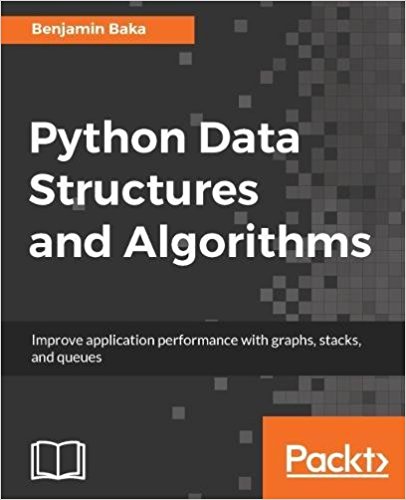 Benjamin Baka
Python Data
Structures
and Algorithms
Improve application performance with graphs, stacks,
and queues
Packt>